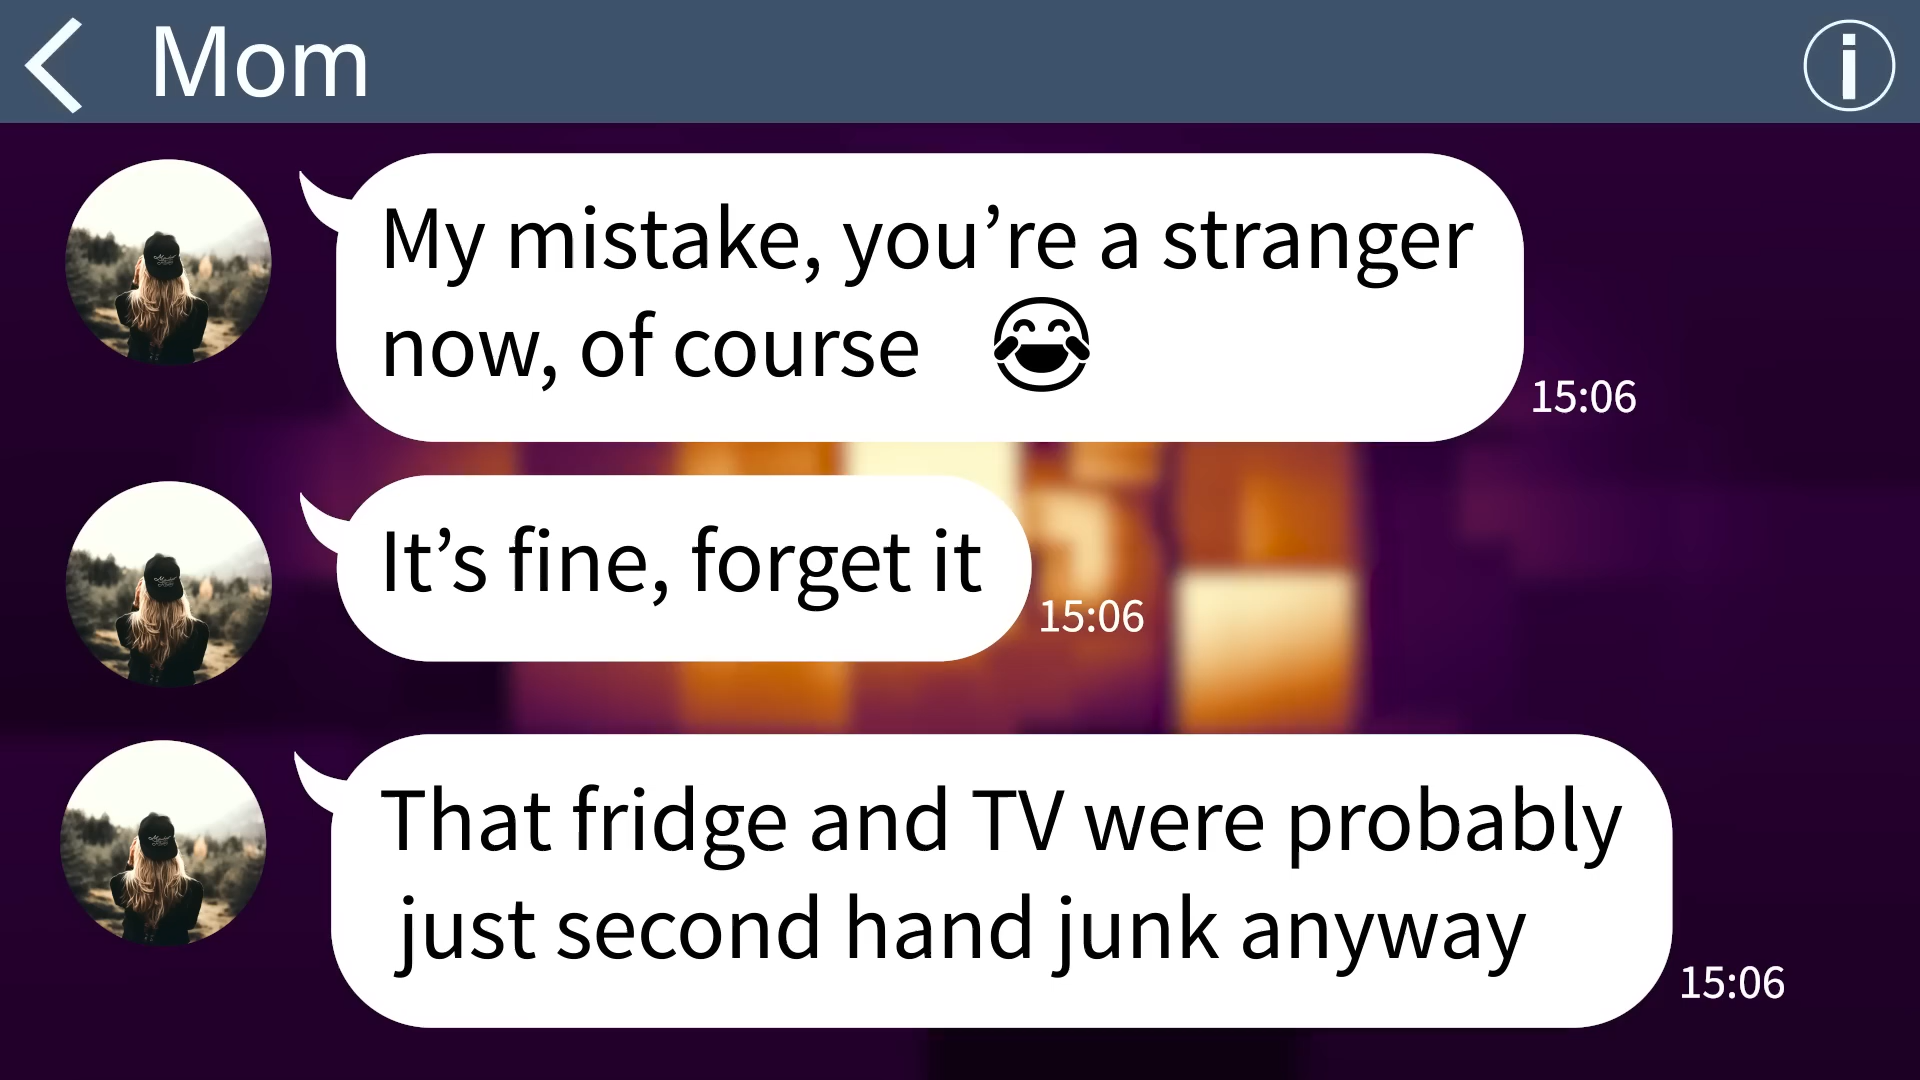 Mom
My mistake, you’re a stranger
now, of course 😂
15:06
It’s fine, forget it
15:06
That fridge and TV were probably
just second hand junk anyway
15:06